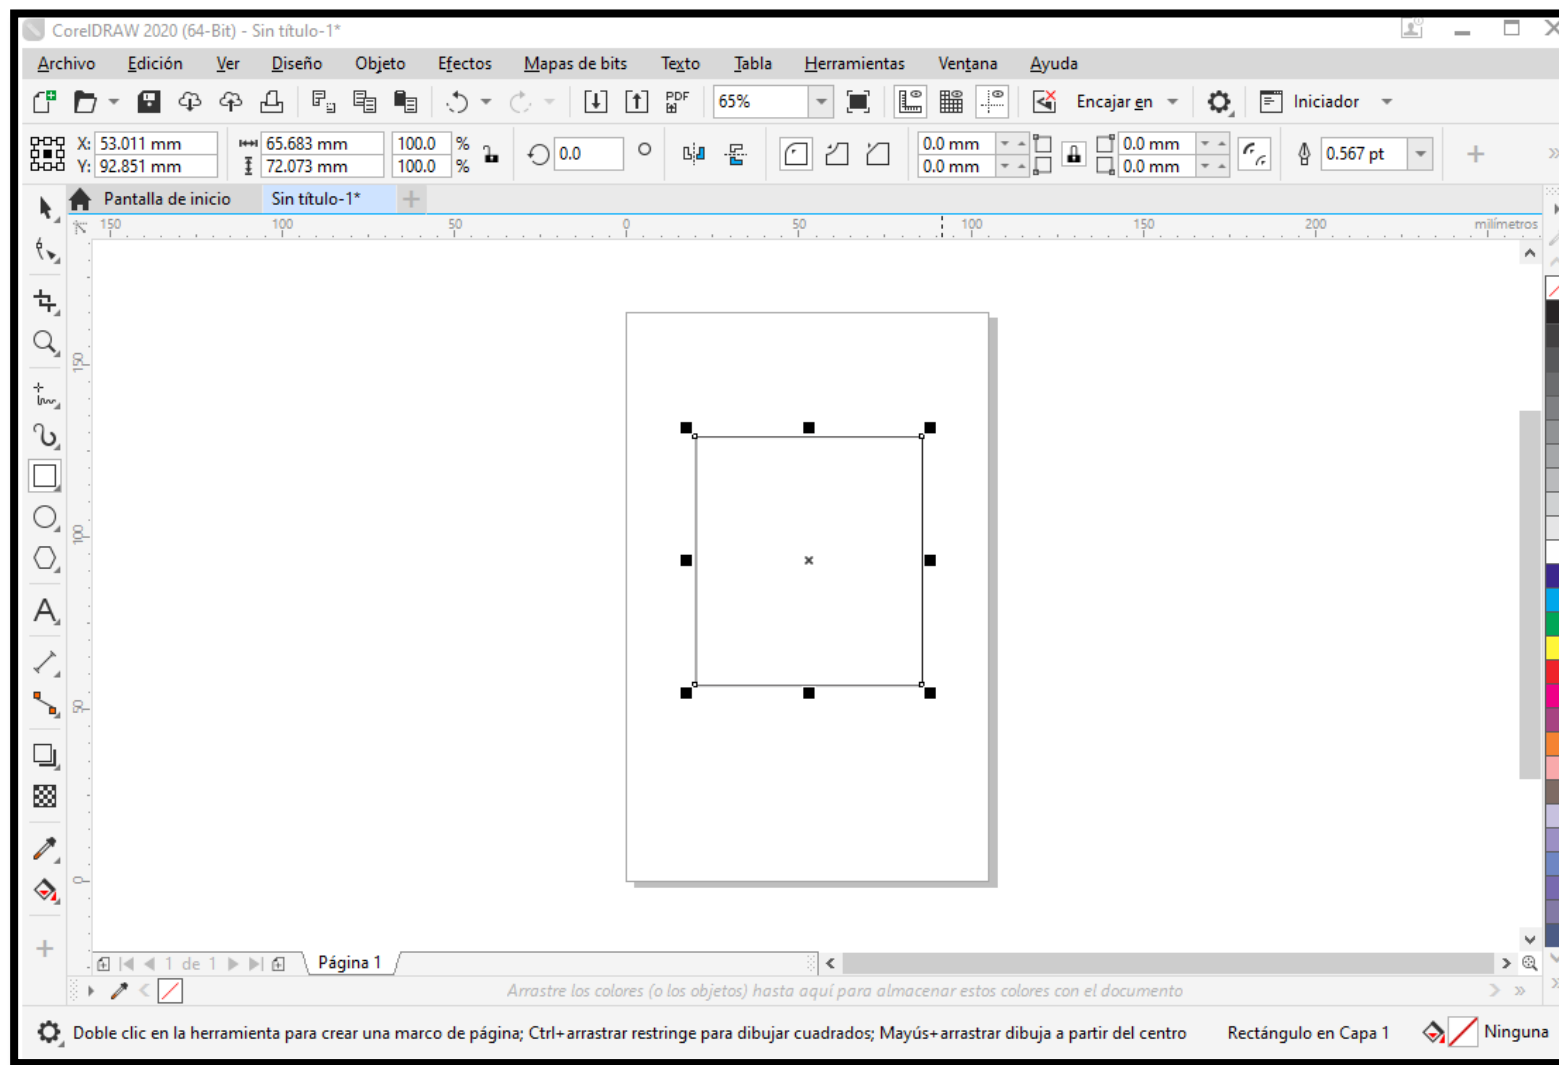 CorelDRAW 2020 (64-Bit) - Sin título-1*
Archivo Edición Ver Diseño Objeto Efectos Mapas de bits Texto Tabla Herramientas Ventana Ayuda
PDF 65% Encajar en Iniciador
X: 53.011 mm 65.683 mm 100.0 % 0.0 0.0 mm 0.0 mm 0.567 pt
Y: 92.851 mm 72.073 mm 100.0 % 0.0 mm 0.0 mm
Pantalla de inicio Sin título-1*
150 100 50 0 50 100 150 200 milímetros
150
100
50
0
1 de 1 Página 1
Arrastre los colores (o los objetos) hasta aquí para almacenar estos colores con el documento
Doble clic en la herramienta para crear una marco de página; Ctrl+arrastrar restringe para dibujar cuadrados; Mayús+arrastrar dibuja a partir del centro Rectángulo en Capa 1 Ninguna